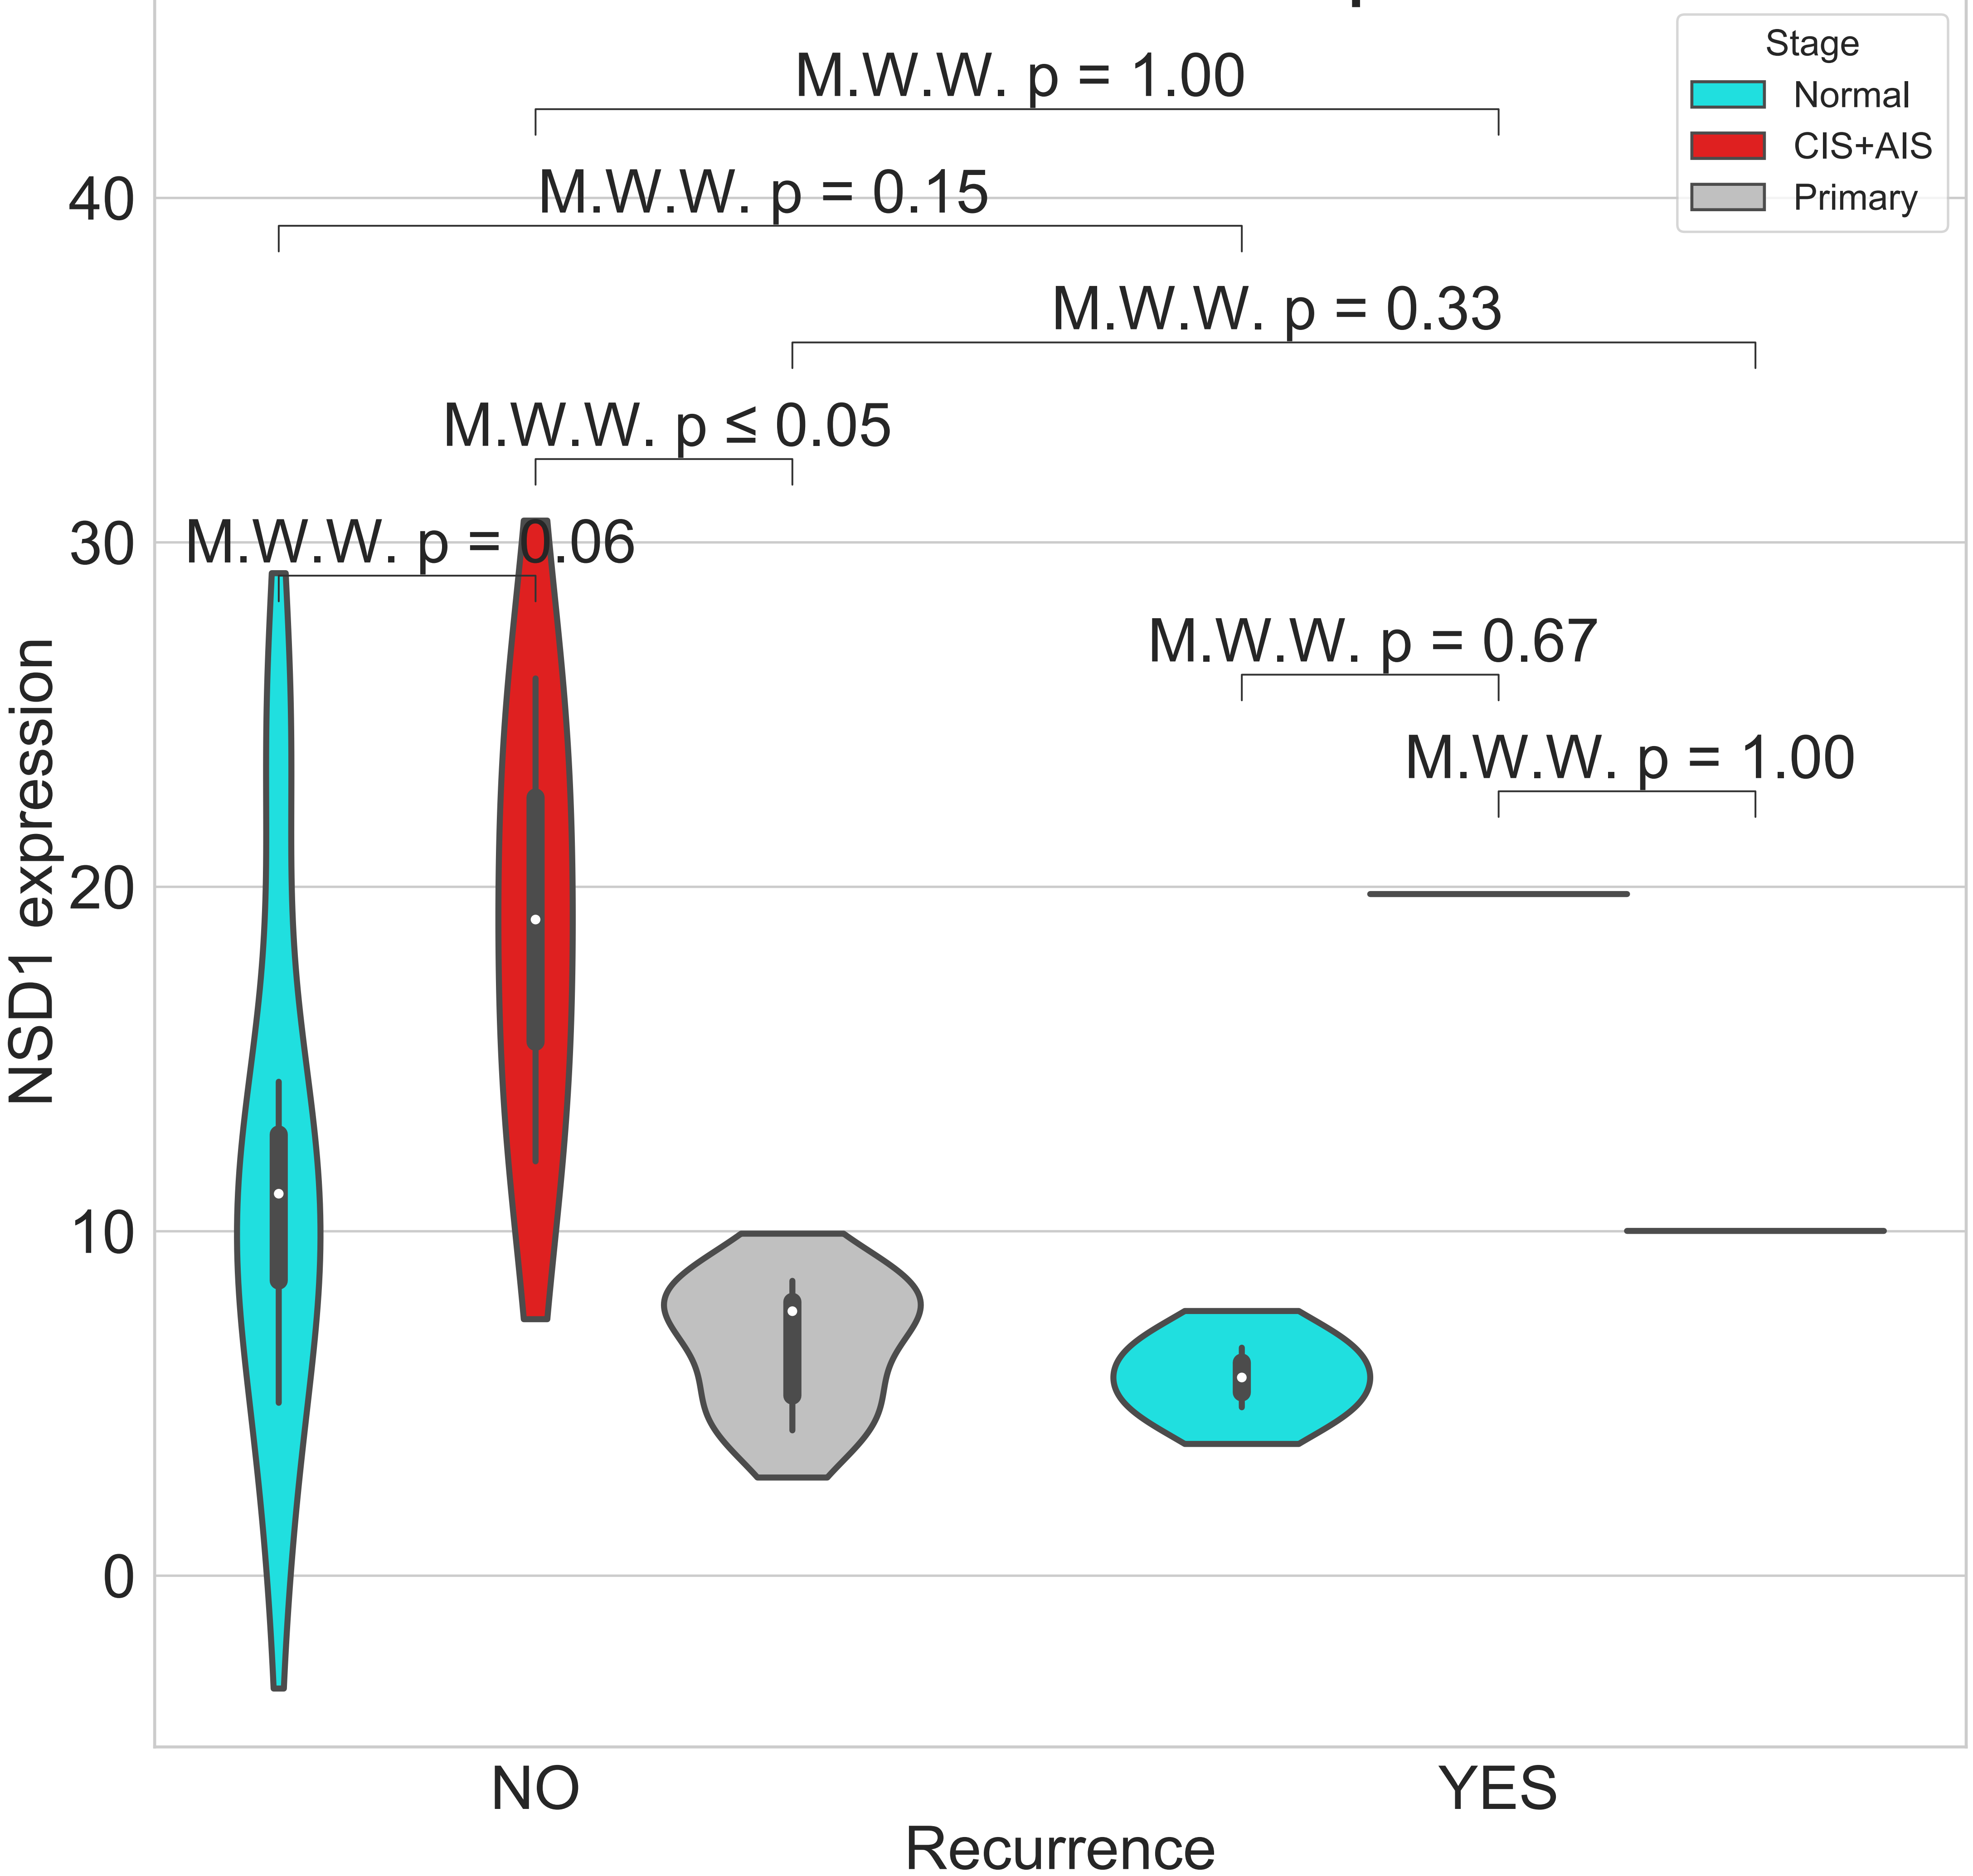 Stage
Normal
CIS+AIS
Primary
M.W.W. p = 1.00
M.W.W. p = 0.15
M.W.W. p = 0.33
M.W.W. p ≤ 0.05
M.W.W. p = 0.06
M.W.W. p = 0.67
M.W.W. p = 1.00
40
30
20
10
0
NSD1 expression
NO
YES
Recurrence